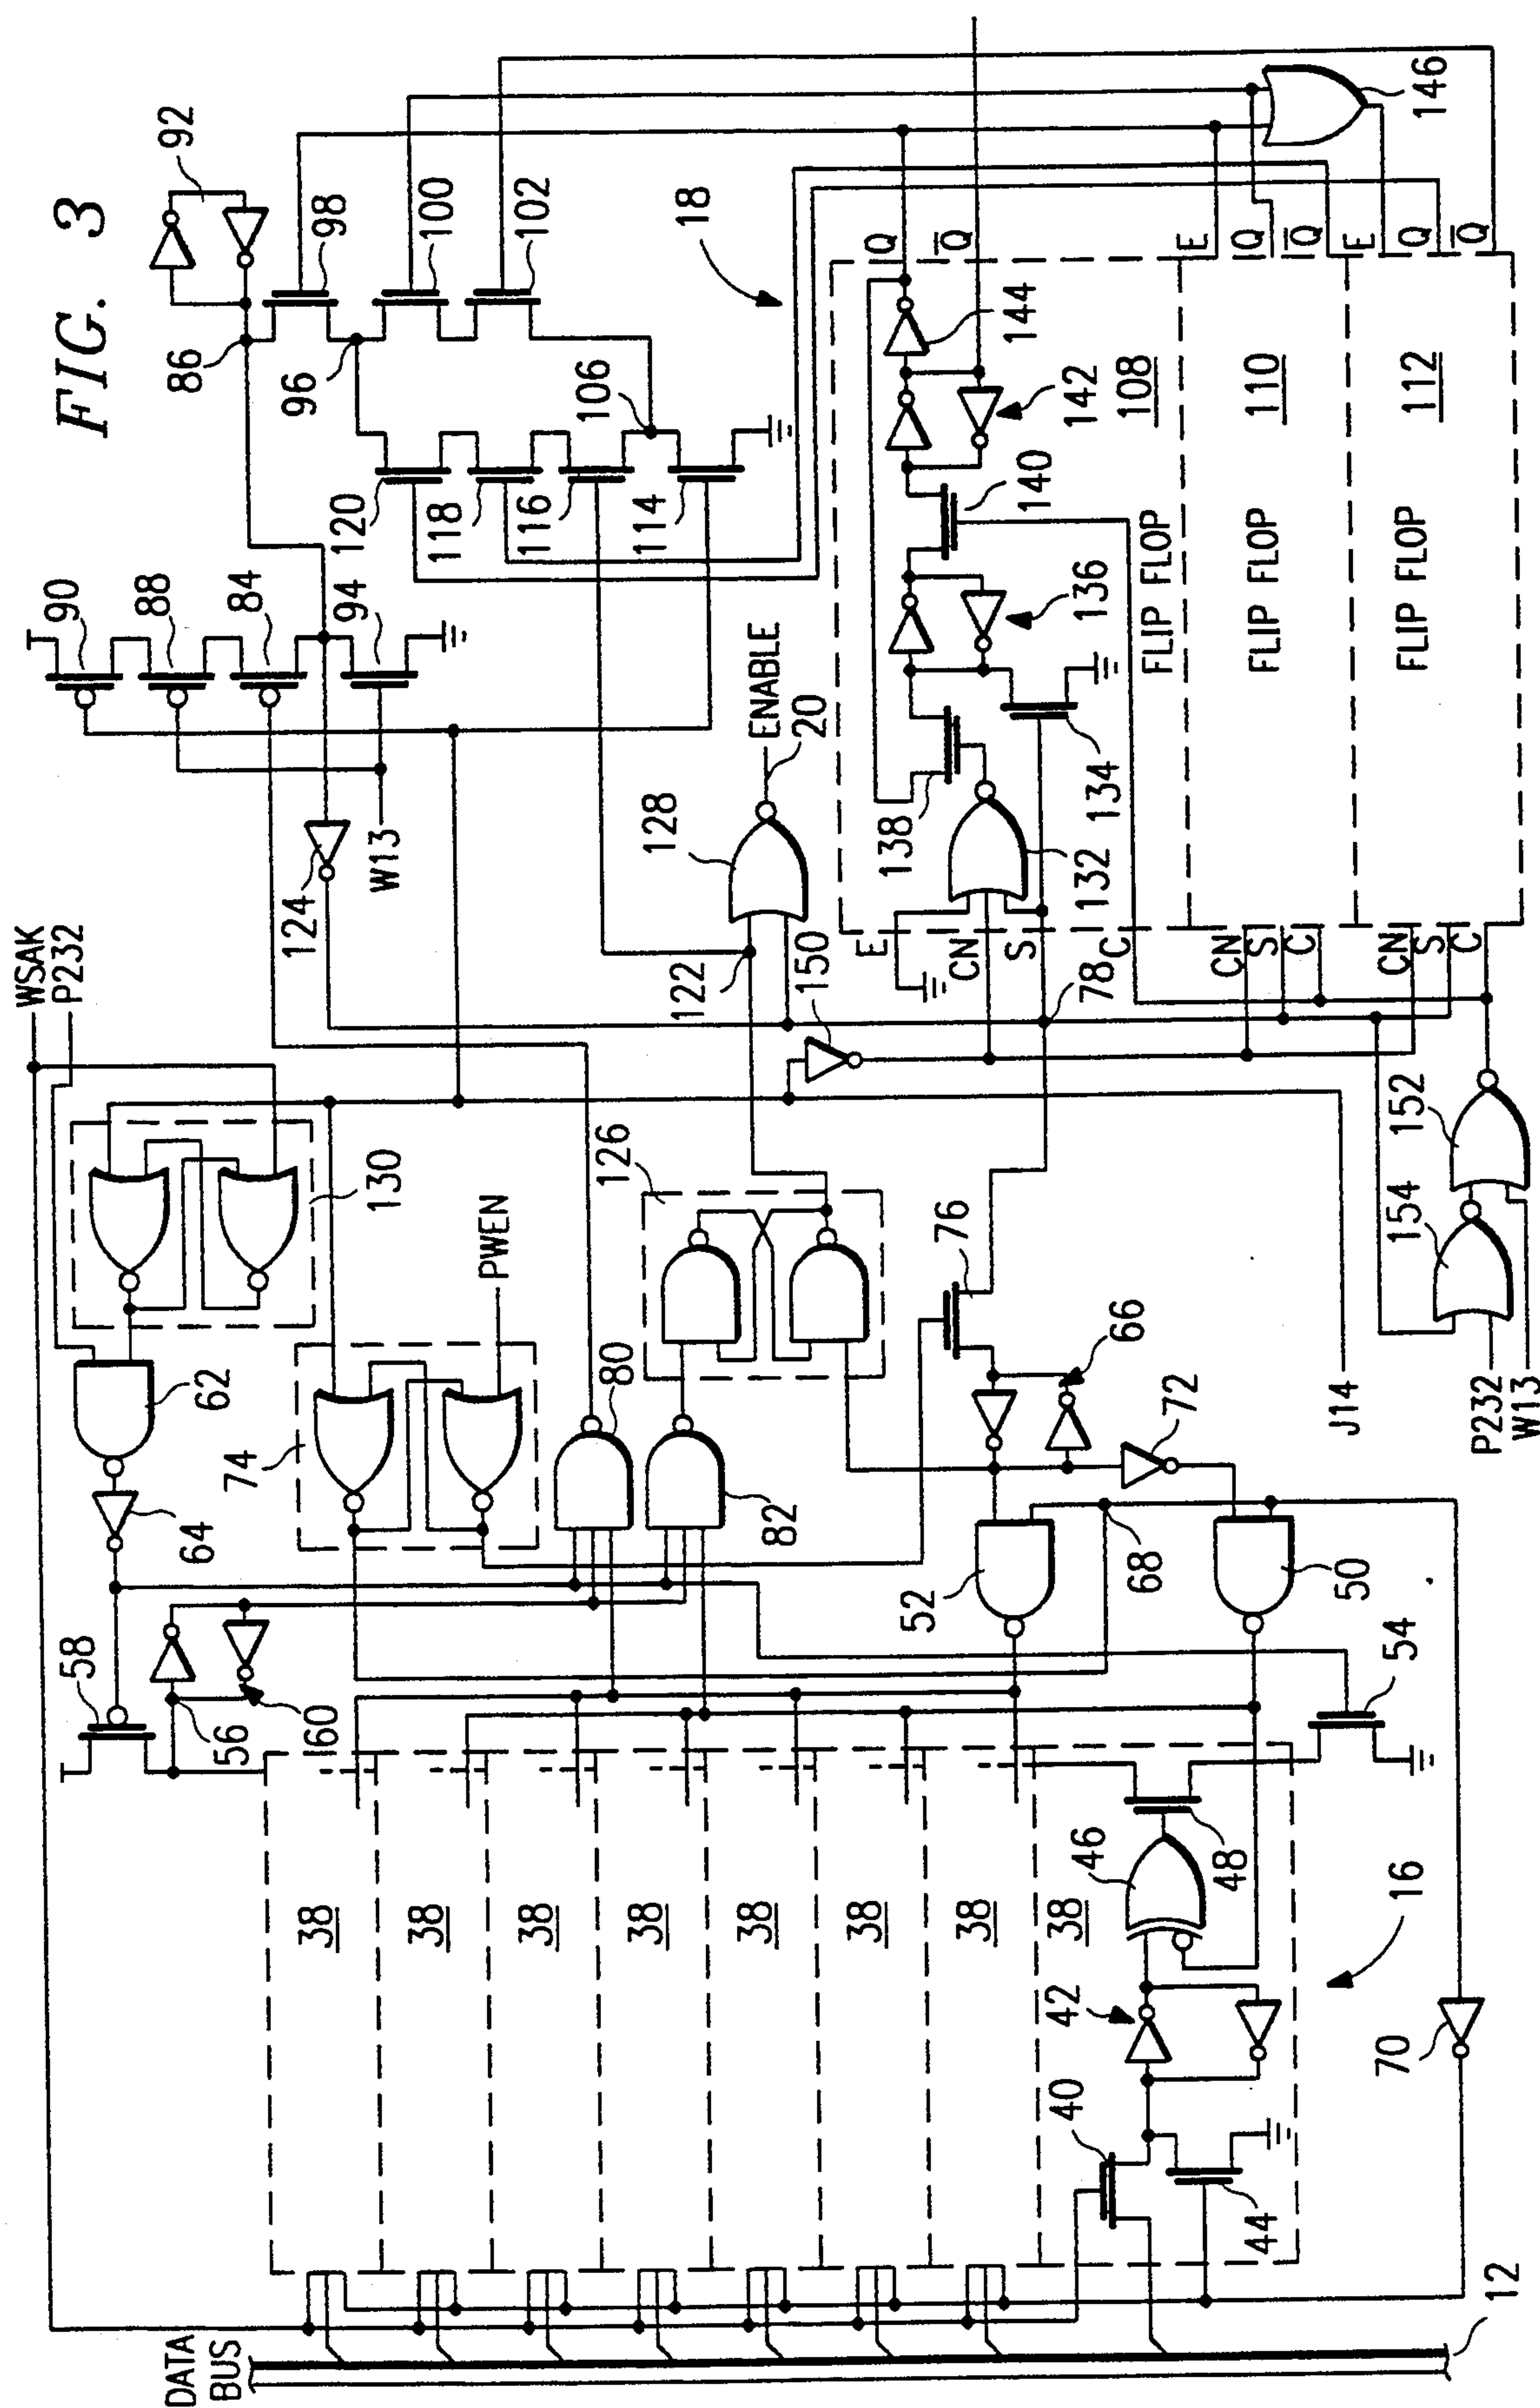 FIG. 3
92
86
98
96
100
102
106
120
118
116
114
90
88
84
94
18
W13
124
128
ENABLE
20
122
150
WSAK
P232
130
62
64
74
PWEN
80
82
126
76
66
72
78
J14
P232
W13
154
152
E
CN
S
C
CN
S
C
CN
S
C
138
132
134
136
140
142
144
108
FLIP FLOP
110
FLIP FLOP
112
FLIP FLOP
Q
Q̅
E
Q
Q̅
E
Q
Q̅
146
58
56
160
52
68
50
54
38
38
38
38
38
38
38
38
46
48
42
40
44
16
70
DATA
BUS
12